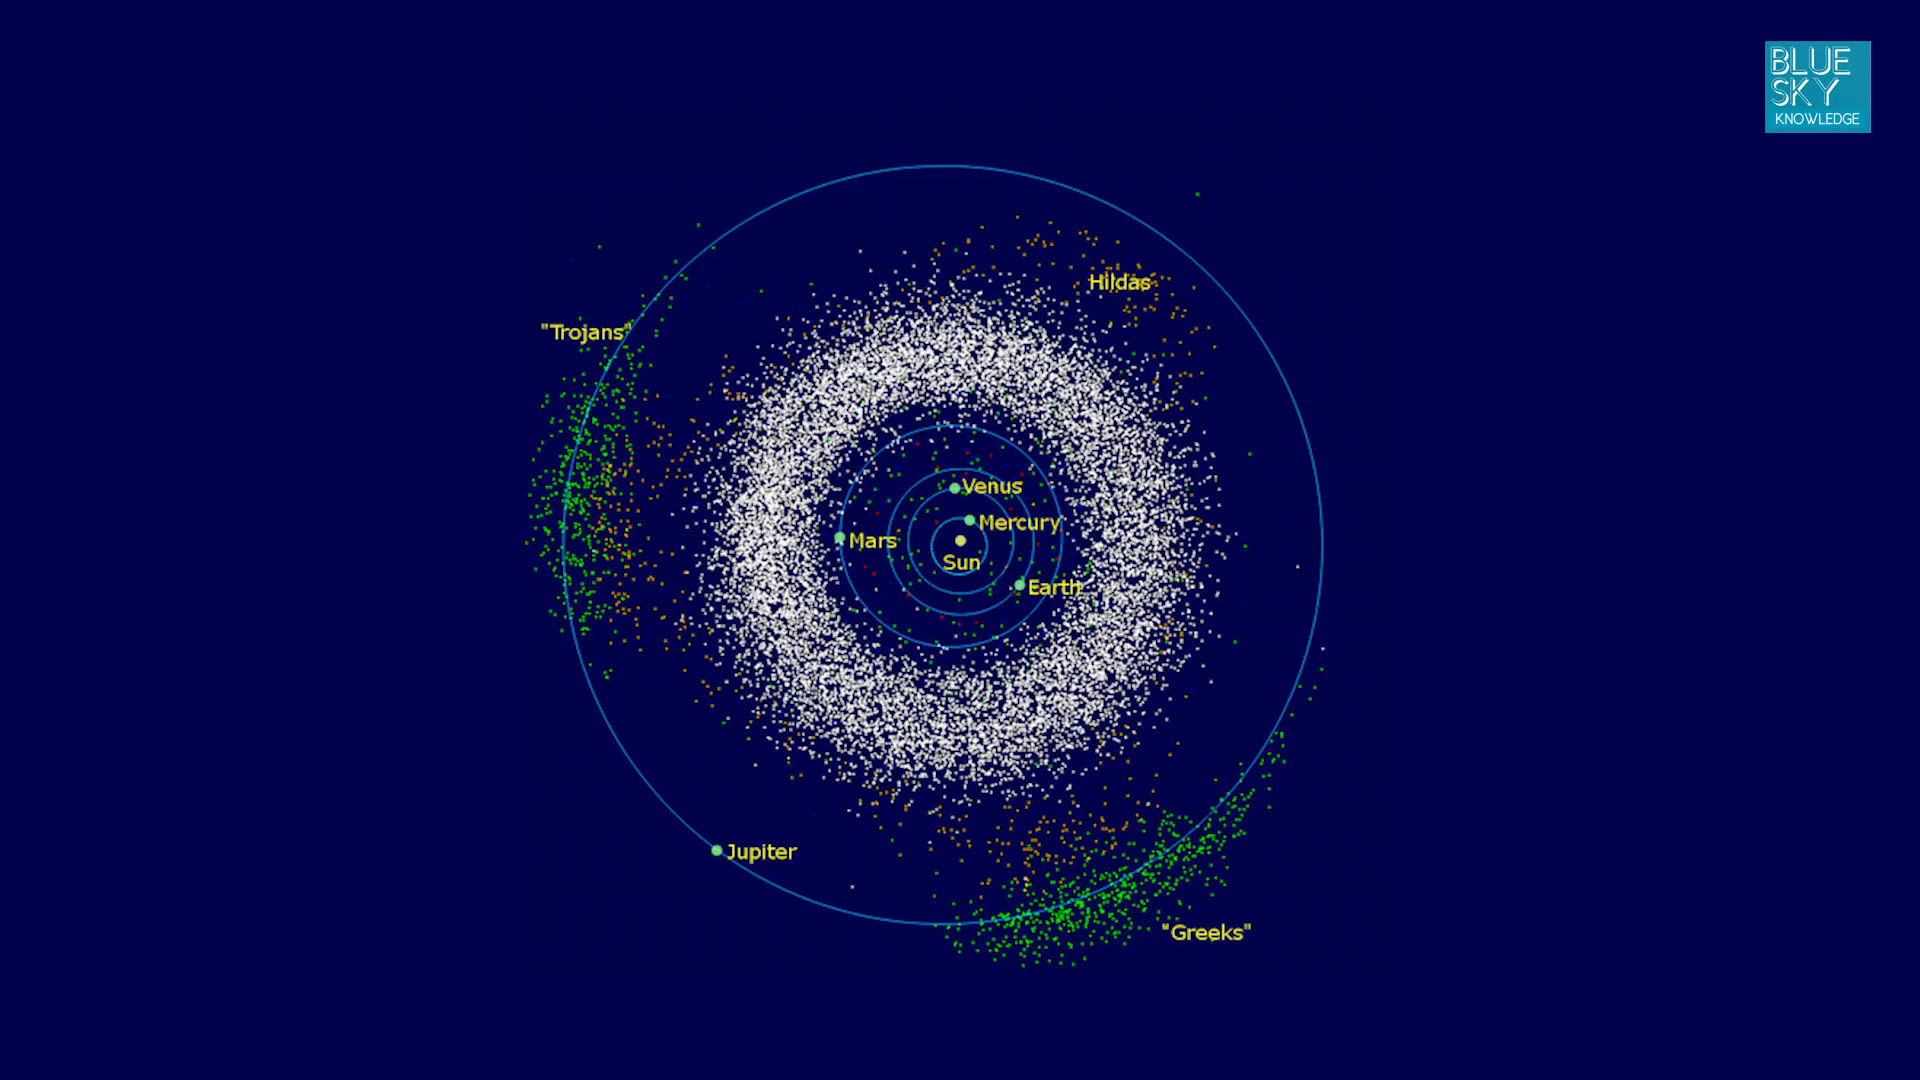 BLUE
SKY
KNOWLEDGE
Hildas
"Trojans"
Venus
Mercury
Mars
Sun
Earth
Jupiter
"Greeks"